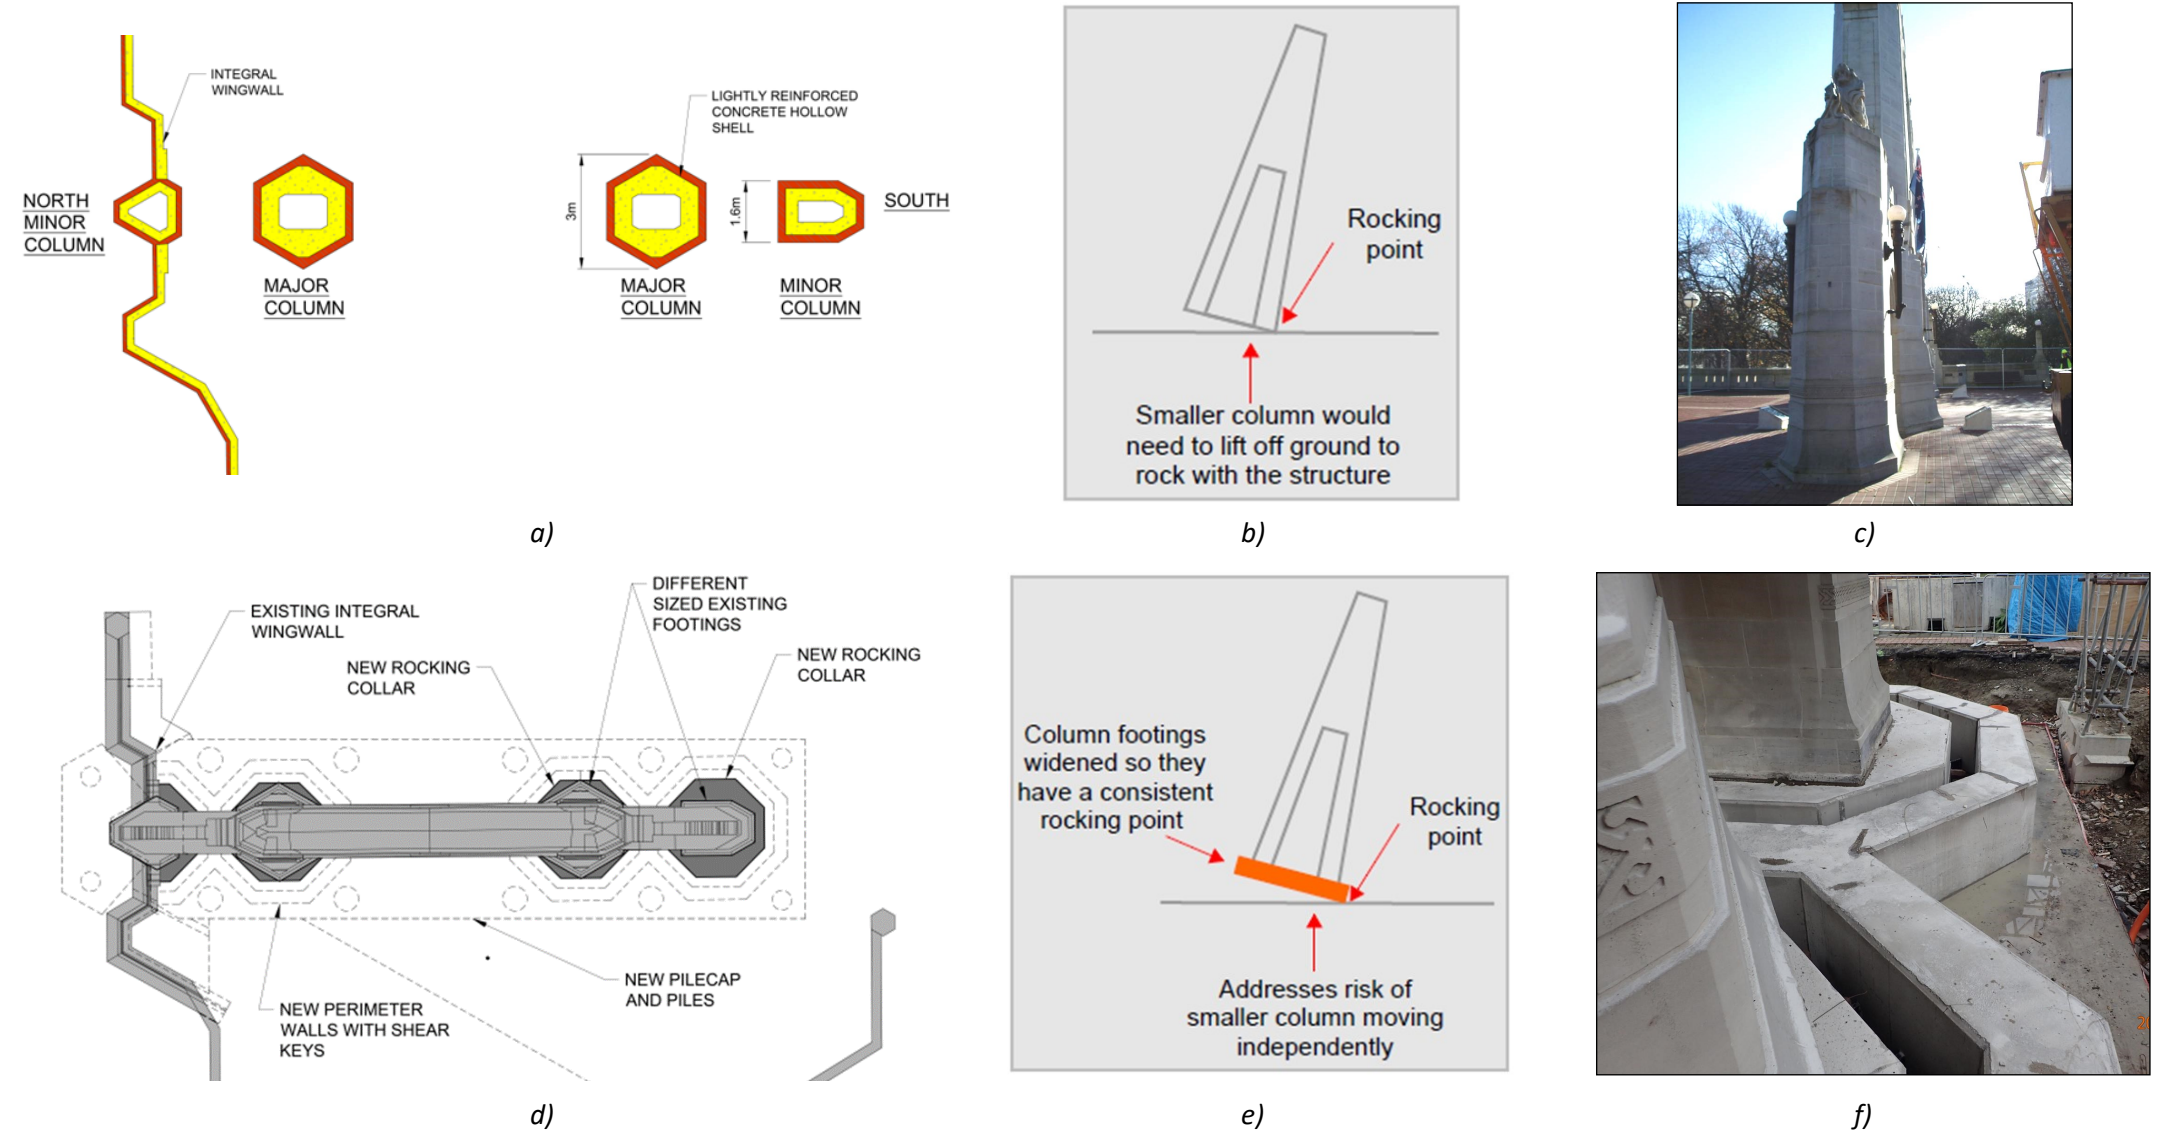 INTEGRAL
WINGWALL
LIGHTLY REINFORCED
CONCRETE HOLLOW
SHELL
NORTH
MINOR
COLUMN
3m
1.6m
SOUTH
MAJOR
COLUMN
MAJOR
COLUMN
MINOR
COLUMN
a)
Rocking
point
Smaller column would
need to lift off ground to
rock with the structure
b)
c)
EXISTING INTEGRAL
WINGWALL
DIFFERENT
SIZED EXISTING
FOOTINGS
NEW ROCKING
COLLAR
NEW ROCKING
COLLAR
NEW PERIMETER
WALLS WITH SHEAR
KEYS
NEW PILECAP
AND PILES
d)
Column footings
widened so they
have a consistent
rocking point
Rocking
point
Addresses risk of
smaller column moving
independently
e)
f)